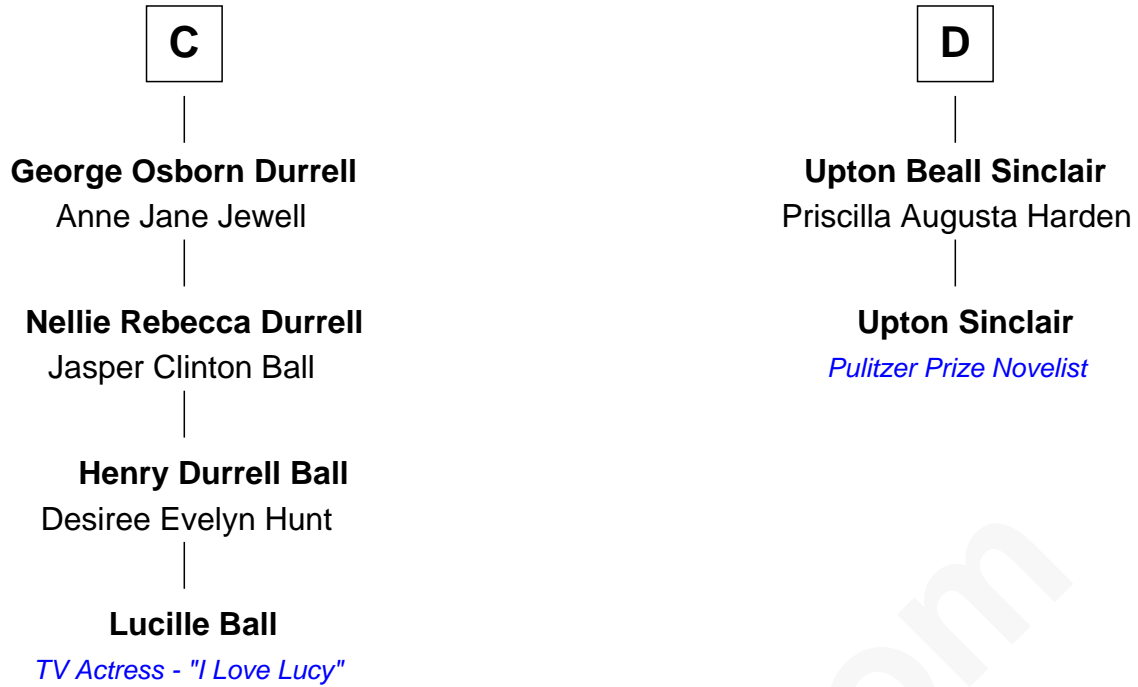 C
George Osborn Durrell
Anne Jane Jewell
Nellie Rebecca Durrell
Jasper Clinton Ball
Henry Durrell Ball
Desiree Evelyn Hunt
Lucille Ball
TV Actress - "I Love Lucy"
D
Upton Beall Sinclair
Priscilla Augusta Harden
Upton Sinclair
Pulitzer Prize Novelist
om